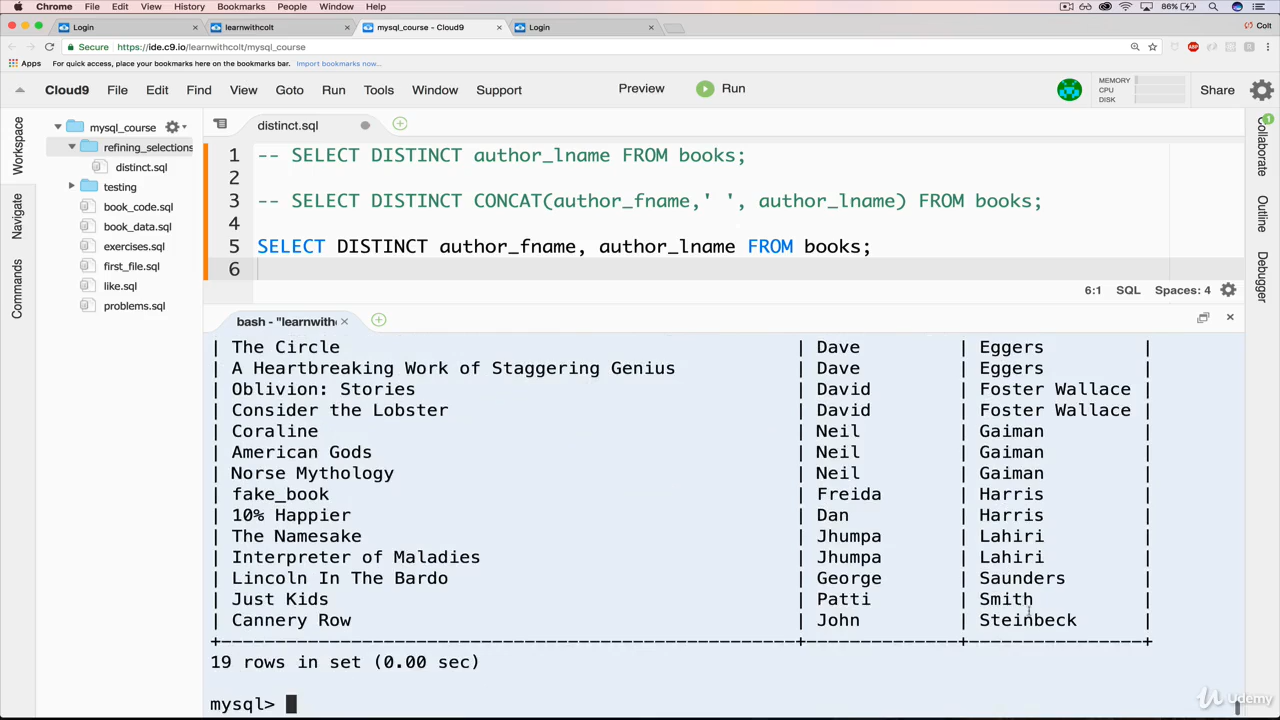 Chrome File Edit View History Bookmarks People Window Help 86%
Login learnwithcolt mysql_course - Cloud9 Login Colt
Secure https://ide.c9.io/learnwithcolt/mysql_course
Apps For quick access, place your bookmarks here on the bookmarks bar. Import bookmarks now...
Cloud9 File Edit Find View Goto Run Tools Window Support Preview Run MEMORY CPU DISK Share
Workspace
Navigate
Commands
mysql_course
refining_selections
distinct.sql
testing
book_code.sql
book_data.sql
exercises.sql
first_file.sql
like.sql
problems.sql
distinct.sql
1 -- SELECT DISTINCT author_lname FROM books;
2
3 -- SELECT DISTINCT CONCAT(author_fname,' ', author_lname) FROM books;
4
5 SELECT DISTINCT author_fname, author_lname FROM books;
6
6:1 SQL Spaces: 4
bash - "learnwith
| The Circle | Dave | Eggers |
| A Heartbreaking Work of Staggering Genius | Dave | Eggers |
| Oblivion: Stories | David | Foster Wallace |
| Consider the Lobster | David | Foster Wallace |
| Coraline | Neil | Gaiman |
| American Gods | Neil | Gaiman |
| Norse Mythology | Neil | Gaiman |
| fake_book | Freida | Harris |
| 10% Happier | Dan | Harris |
| The Namesake | Jhumpa | Lahiri |
| Interpreter of Maladies | Jhumpa | Lahiri |
| Lincoln In The Bardo | George | Saunders |
| Just Kids | Patti | Smith |
| Cannery Row | John | Steinbeck |
19 rows in set (0.00 sec)
mysql>
Collaborate
1
Outline
Debugger
Udemy